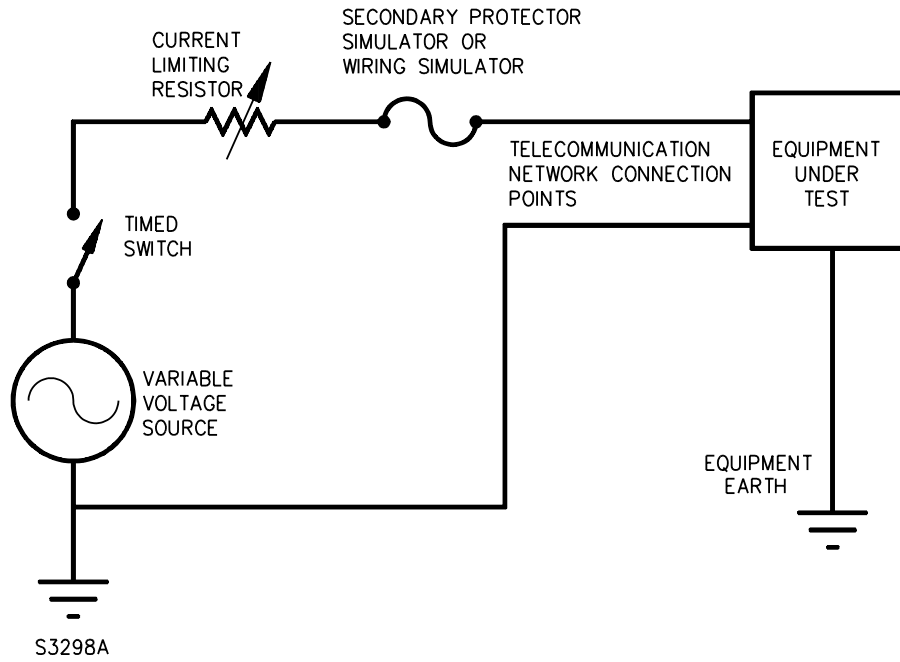 SECONDARY PROTECTOR
SIMULATOR OR
WIRING SIMULATOR
CURRENT
LIMITING
RESISTOR
TELECOMMUNICATION
NETWORK CONNECTION
POINTS
EQUIPMENT
UNDER
TEST
TIMED
SWITCH
VARIABLE
VOLTAGE
SOURCE
EQUIPMENT
EARTH
S3298A